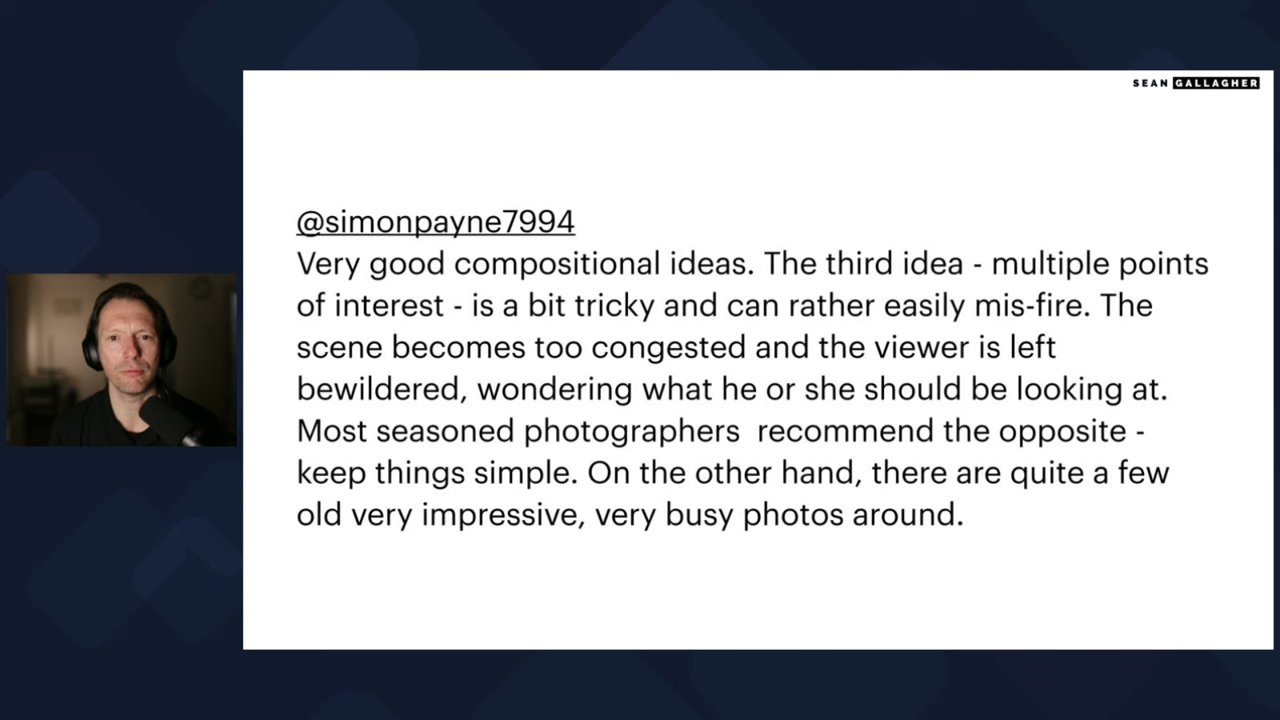 SEAN GALLAGHER
@simonpayne7994
Very good compositional ideas. The third idea - multiple points
of interest - is a bit tricky and can rather easily mis-fire. The
scene becomes too congested and the viewer is left
bewildered, wondering what he or she should be looking at.
Most seasoned photographers  recommend the opposite -
keep things simple. On the other hand, there are quite a few
old very impressive, very busy photos around.